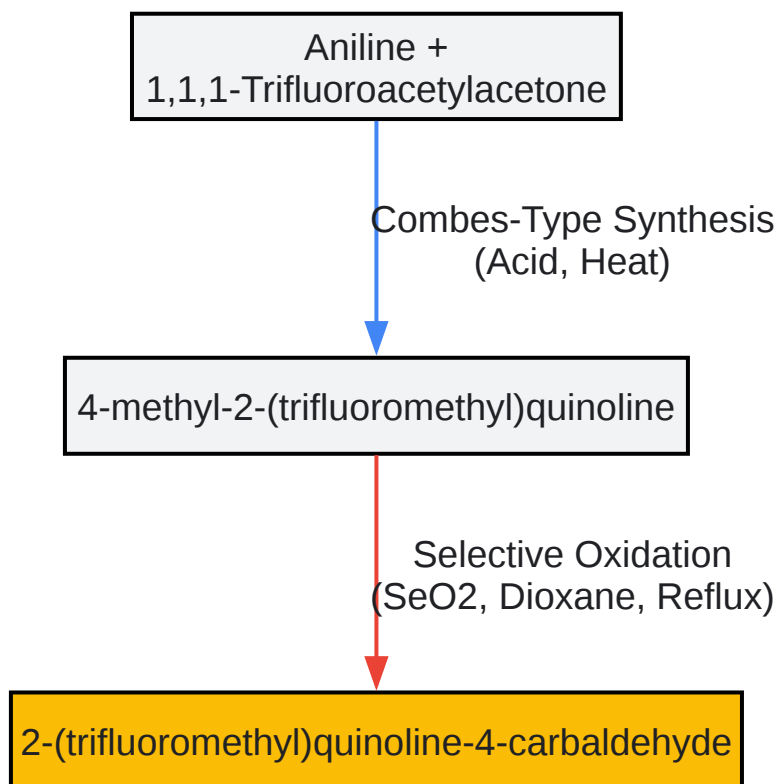 Aniline +
1,1,1-Trifluoroacetylacetone
Combes-Type Synthesis
(Acid, Heat)
4-methyl-2-(trifluoromethyl)quinoline
Selective Oxidation
(SeO2, Dioxane, Reflux)
2-(trifluoromethyl)quinoline-4-carbaldehyde